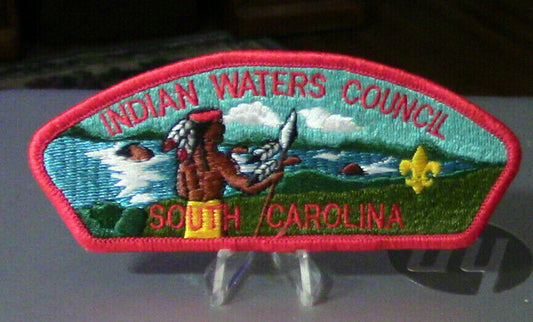 INDIAN WATERS COUNCIL
SOUTH CAROLINA